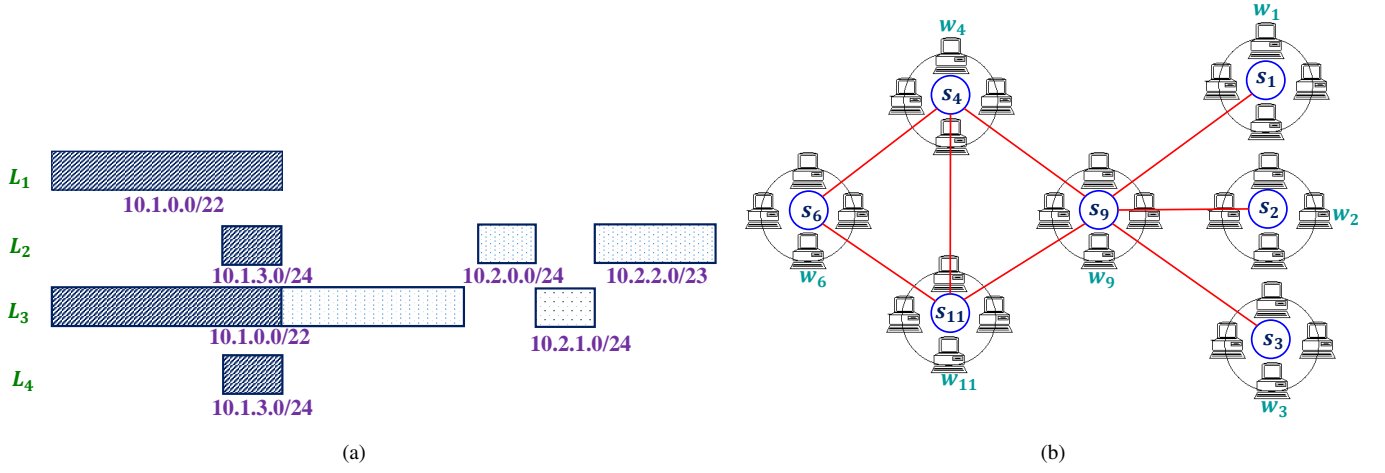 L₁
10.1.0.0/22
L₂
10.1.3.0/24
10.2.0.0/24
10.2.2.0/23
L₃
10.1.0.0/22
10.2.1.0/24
L₄
10.1.3.0/24
(a)
w₄
w₁
s₄
s₁
s₆
s₉
s₂
w₂
w₆
w₉
s₁₁
s₃
w₁₁
w₃
(b)